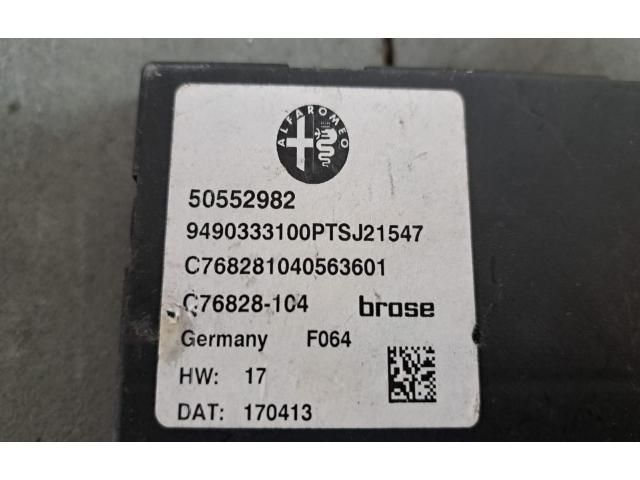 ALFA ROMEO
50552982
9490333100PTSJ21547
C768281040563601
C76828-104 brose
Germany F064
HW: 17
DAT: 170413